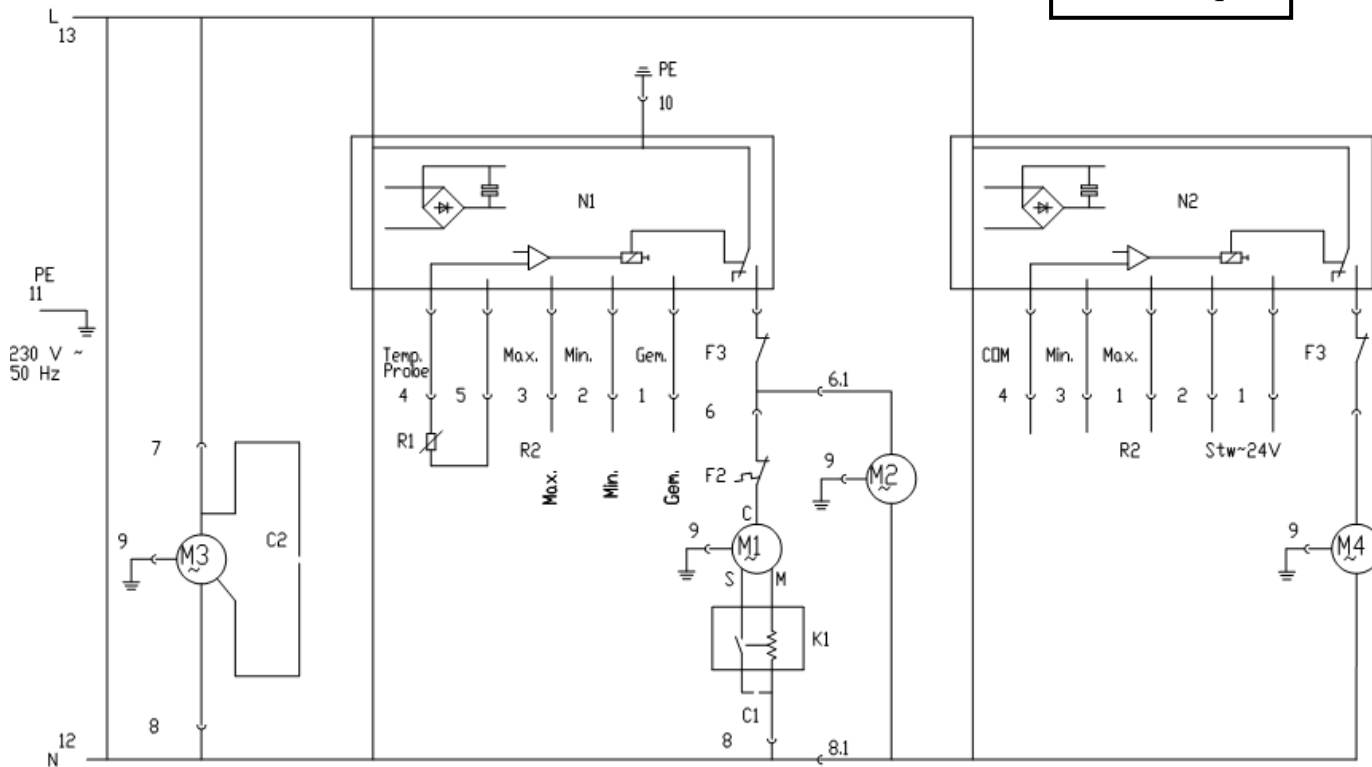 L
13
PE
10
N1
N2
PE
11
230 V ~
50 Hz
Temp.
Probe
Max.
Min.
Gem.
F3
4
5
3
2
1
6
6.1
R1
R2
Max.
Min.
Gem.
F2
COM
Min.
Max.
F3
4
3
1
2
1
R2
Stw~24V
7
9
M3
~
C2
9
M2
~
C
9
M1
~
S
M
K1
C1
9
M4
~
8
8
8.1
12
N